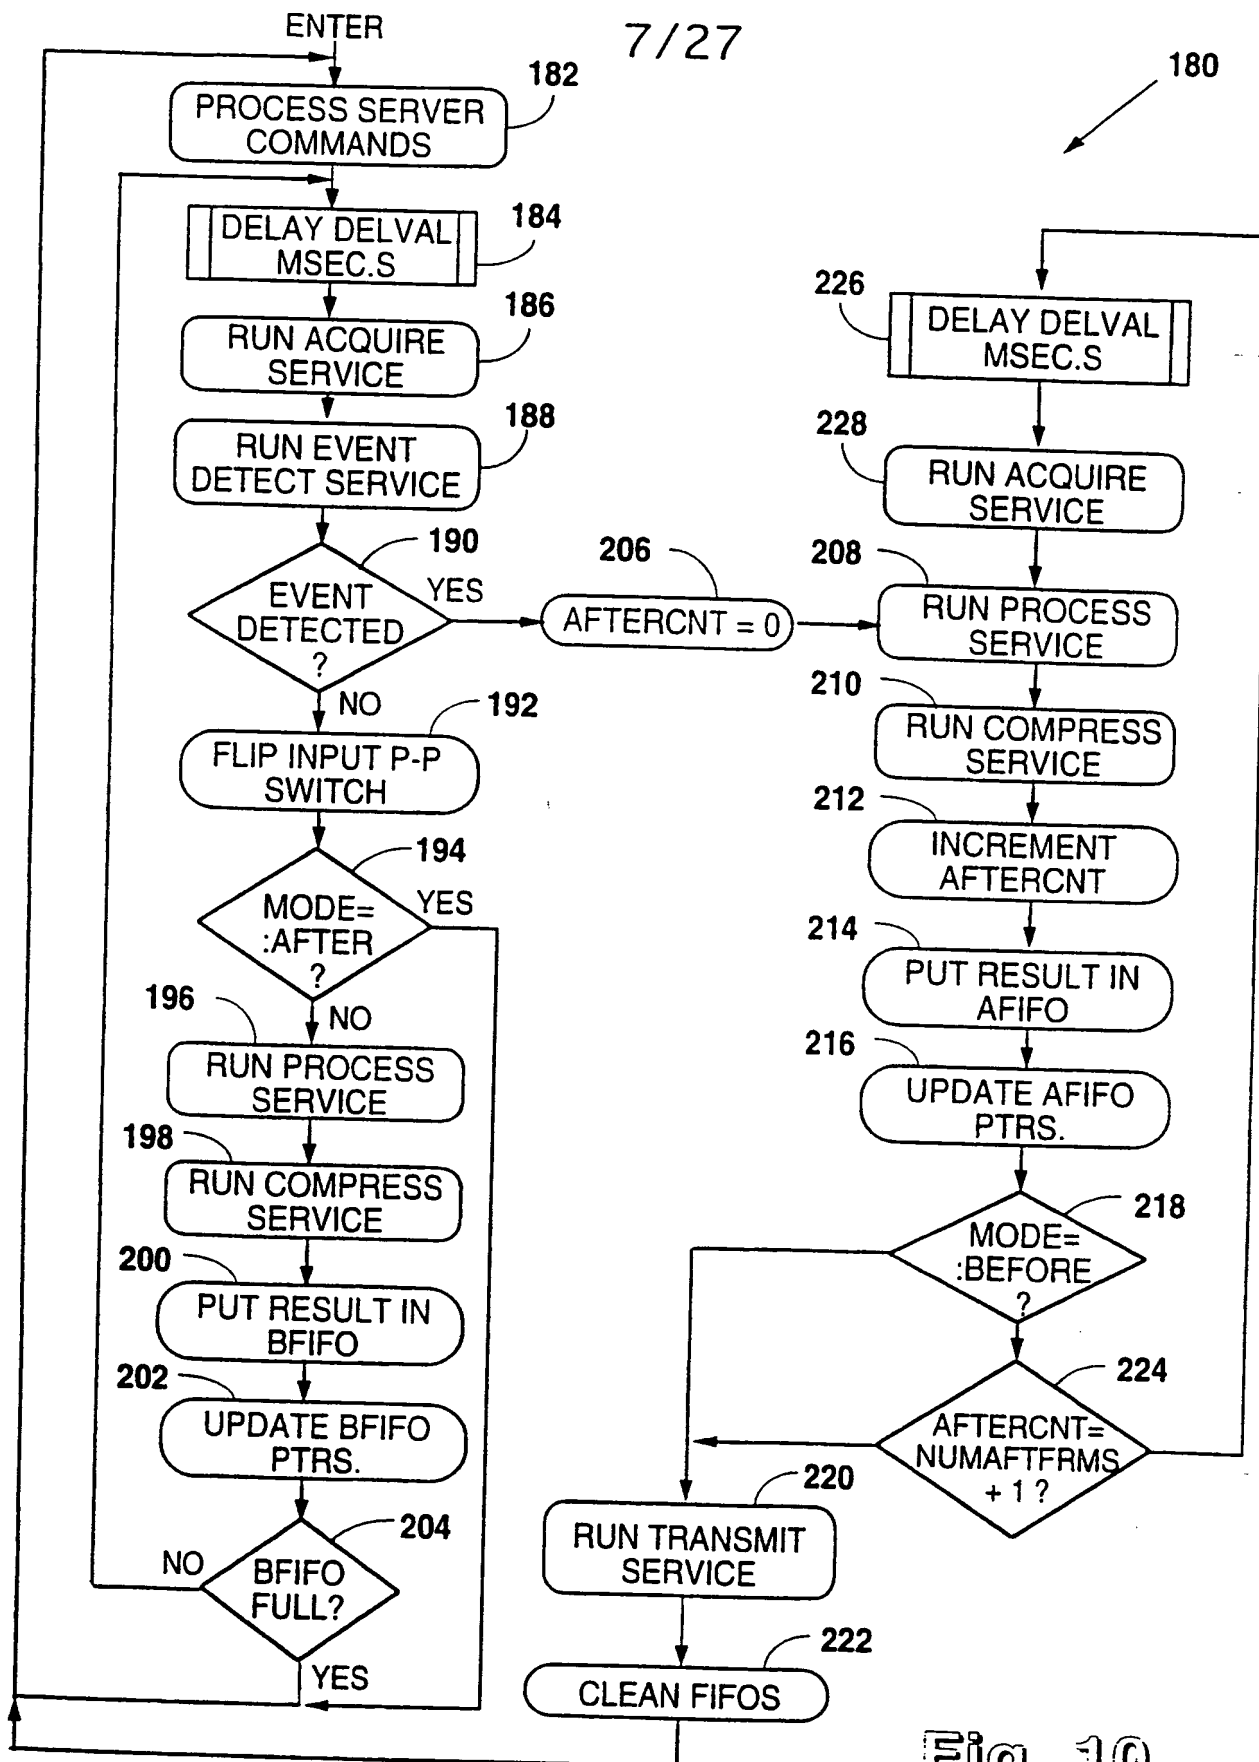 ENTER
7/27
180
182
PROCESS SERVER
COMMANDS
184
DELAY DELVAL
MSEC.S
186
RUN ACQUIRE
SERVICE
188
RUN EVENT
DETECT SERVICE
190
EVENT
DETECTED
?
YES
NO
192
FLIP INPUT P-P
SWITCH
194
MODE=
:AFTER
?
YES
NO
196
RUN PROCESS
SERVICE
198
RUN COMPRESS
SERVICE
200
PUT RESULT IN
BFIFO
202
UPDATE BFIFO
PTRS.
204
BFIFO
FULL?
NO
YES
206
AFTERCNT = 0
226
DELAY DELVAL
MSEC.S
228
RUN ACQUIRE
SERVICE
208
RUN PROCESS
SERVICE
210
RUN COMPRESS
SERVICE
212
INCREMENT
AFTERCNT
214
PUT RESULT IN
AFIFO
216
UPDATE AFIFO
PTRS.
218
MODE=
:BEFORE
?
224
AFTERCNT=
NUMAFTFRMS
+ 1 ?
220
RUN TRANSMIT
SERVICE
222
CLEAN FIFOS
Fig. 10